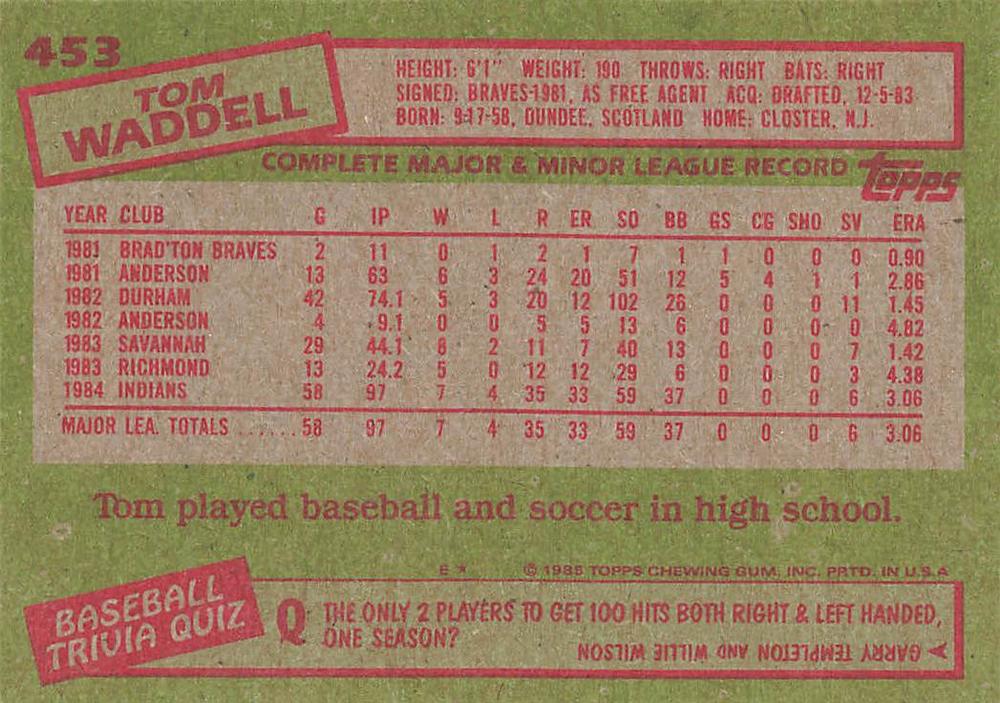 453
TOM
WADDELL
HEIGHT: 6'1" WEIGHT: 190 THROWS: RIGHT BATS: RIGHT
SIGNED: BRAVES-1981, AS FREE AGENT ACQ: DRAFTED, 12-5-83
BORN: 9-17-58, DUNDEE, SCOTLAND HOME: CLOSTER, N.J.
COMPLETE MAJOR & MINOR LEAGUE RECORD
TOPPS
YEAR CLUB G IP W L R ER SO BB GS CG SHO SV ERA
1981 BRAD'TON BRAVES 2 11 0 1 2 1 7 1 1 0 0 0 0.90
1981 ANDERSON 13 63 6 3 24 20 51 12 5 4 1 1 2.86
1982 DURHAM 42 74.1 5 3 20 12 102 26 0 0 0 11 1.45
1982 ANDERSON 4 9.1 0 0 5 5 13 6 0 0 0 0 4.82
1983 SAVANNAH 29 44.1 8 2 11 7 40 13 0 0 0 7 1.42
1983 RICHMOND 13 24.2 5 0 12 12 29 6 0 0 0 3 4.38
1984 INDIANS 58 97 7 4 35 33 59 37 0 0 0 6 3.06
MAJOR LEA. TOTALS ...... 58 97 7 4 35 33 59 37 0 0 0 6 3.06
Tom played baseball and soccer in high school.
E * © 1985 TOPPS CHEWING GUM, INC. PRTD. IN U.S.A
BASEBALL
TRIVIA QUIZ
Q THE ONLY 2 PLAYERS TO GET 100 HITS BOTH RIGHT & LEFT HANDED,
ONE SEASON?
A GARRY TEMPLETON AND WILLIE WILSON